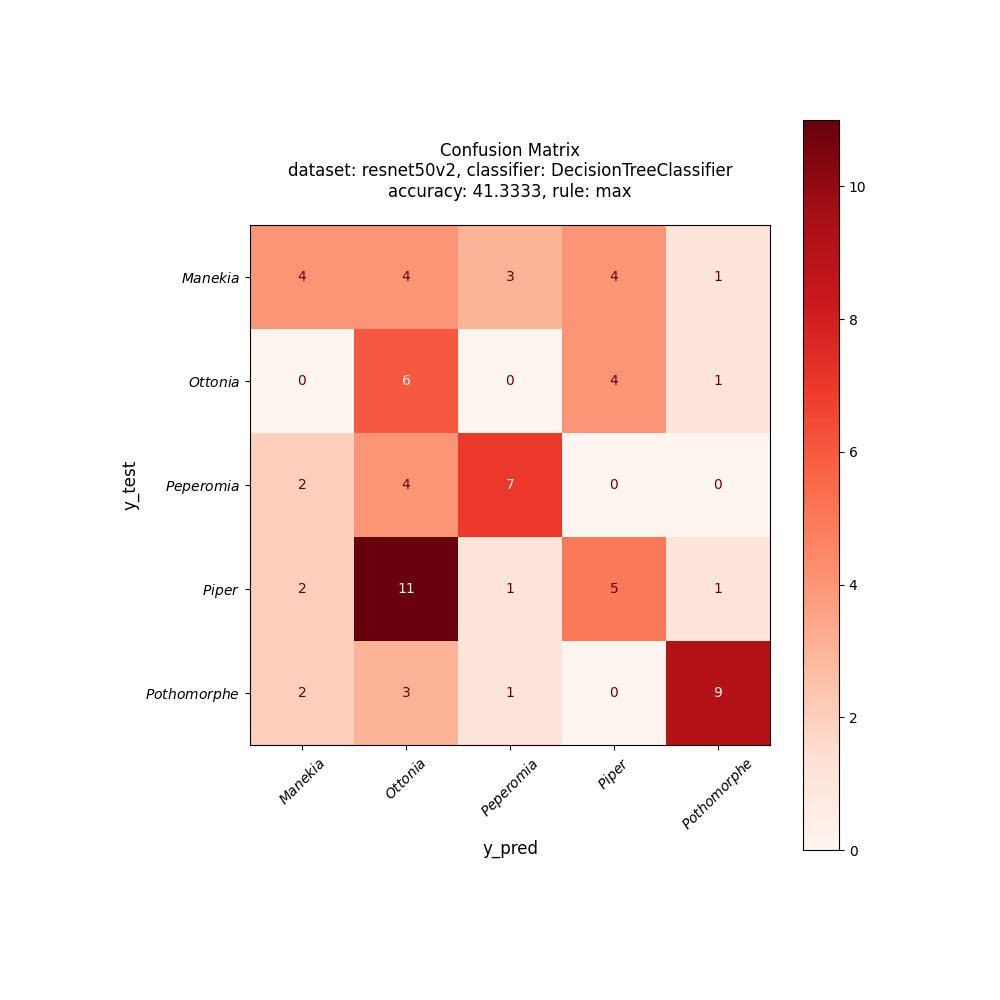 Confusion Matrix
dataset: resnet50v2, classifier: DecisionTreeClassifier
accuracy: 41.3333, rule: max
Manekia 4 4 3 4 1
Ottonia 0 6 0 4 1
Peperomia 2 4 7 0 0
Piper 2 11 1 5 1
Pothomorphe 2 3 1 0 9
Manekia Ottonia Peperomia Piper Pothomorphe
y_test
y_pred
10
8
6
4
2
0